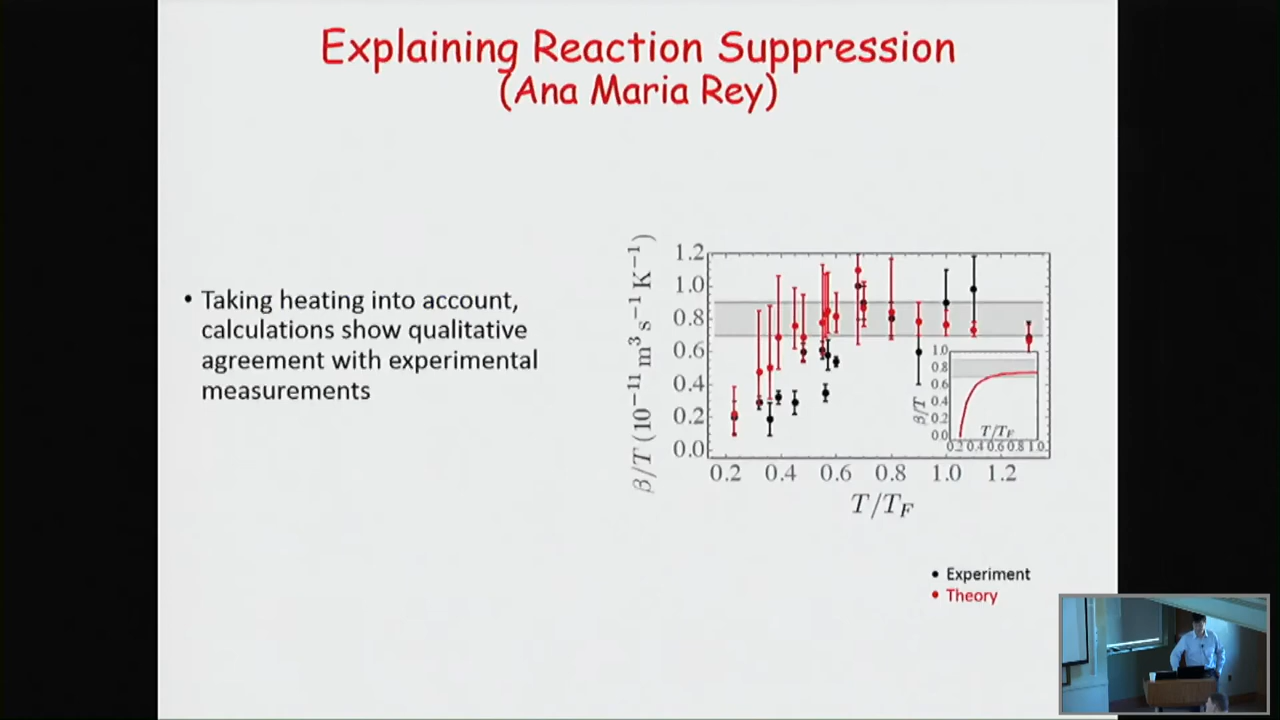 Explaining Reaction Suppression
(Ana Maria Rey)
• Taking heating into account,
calculations show qualitative
agreement with experimental
measurements
β/T (10⁻¹¹ m³ s⁻¹ K⁻¹)
1.2
1.0
0.8
0.6
0.4
0.2
0.0
0.2 0.4 0.6 0.8 1.0 1.2
T/T_F
β/T
1.0
0.8
0.6
0.4
0.2
0.0
T/T_F
0.2 0.4 0.6 0.8 1.0
• Experiment
• Theory